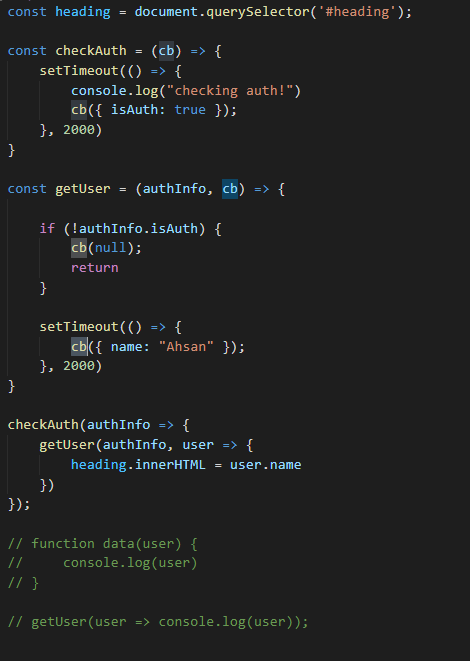 const heading = document.querySelector('#heading');

const checkAuth = (cb) => {
    setTimeout(() => {
        console.log("checking auth!")
        cb({ isAuth: true });
    }, 2000)
}

const getUser = (authInfo, cb) => {

    if (!authInfo.isAuth) {
        cb(null);
        return
    }

    setTimeout(() => {
        cb({ name: "Ahsan" });
    }, 2000)
}

checkAuth(authInfo => {
    getUser(authInfo, user => {
        heading.innerHTML = user.name
    })
});

// function data(user) {
//     console.log(user)
// }

// getUser(user => console.log(user));